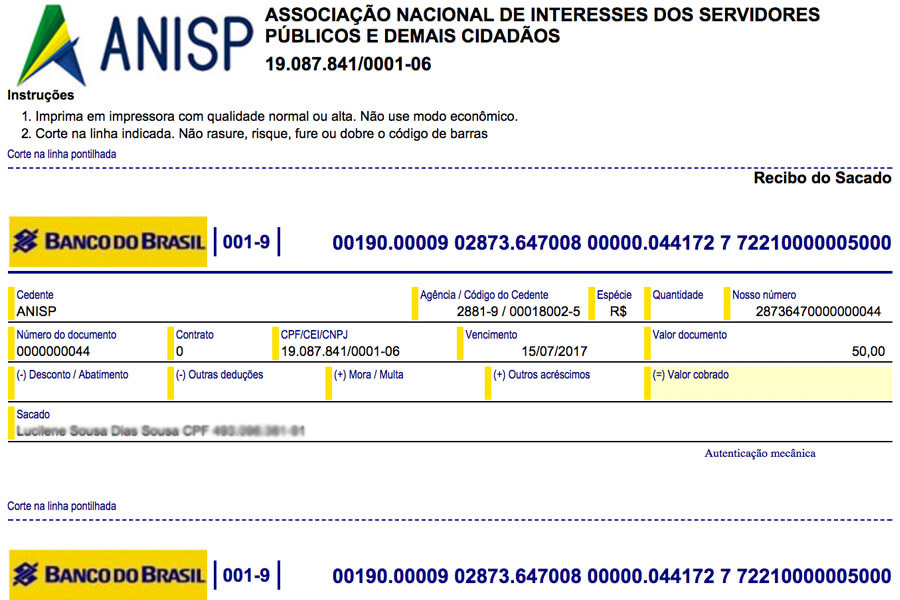 ANISP
ASSOCIAÇÃO NACIONAL DE INTERESSES DOS SERVIDORES
PÚBLICOS E DEMAIS CIDADÃOS
19.087.841/0001-06
Instruções
1. Imprima em impressora com qualidade normal ou alta. Não use modo econômico.
2. Corte na linha indicada. Não rasure, risque, fure ou dobre o código de barras
Corte na linha pontilhada
Recibo do Sacado
BANCO DO BRASIL 001-9 00190.00009 02873.647008 00000.044172 7 72210000005000
Cedente Agência / Código do Cedente Espécie Quantidade Nosso número
ANISP 2881-9 / 00018002-5 R$ 28736470000000044
Número do documento Contrato CPF/CEI/CNPJ Vencimento Valor documento
0000000044 0 19.087.841/0001-06 15/07/2017 50,00
(-) Desconto / Abatimento (-) Outras deduções (+) Mora / Multa (+) Outros acréscimos (=) Valor cobrado
Sacado
Autenticação mecânica
Corte na linha pontilhada
BANCO DO BRASIL 001-9 00190.00009 02873.647008 00000.044172 7 72210000005000